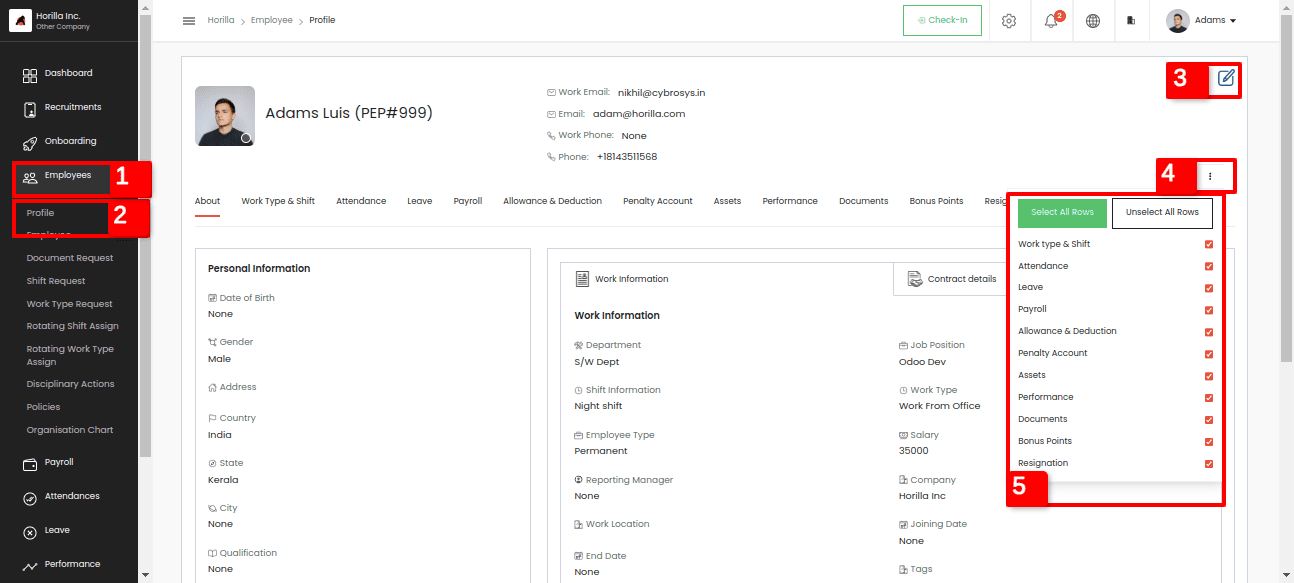 Horilla Inc.
Other Company
Horilla > Employee > Profile
Check-In
2
Adams
Dashboard
Recruitments
Onboarding
Employees
1
Profile
2
Employee
Document Request
Shift Request
Work Type Request
Rotating Shift Assign
Rotating Work Type
Assign
Disciplinary Actions
Policies
Organisation Chart
Payroll
Attendances
Leave
Performance
Adams Luis (PEP#999)
Work Email: nikhil@cybrosys.in
Email: adam@horilla.com
Work Phone: None
Phone: +18143511568
3
4
About Work Type & Shift Attendance Leave Payroll Allowance & Deduction Penalty Account Assets Performance Documents Bonus Points Resig
Personal Information
Date of Birth
None
Gender
Male
Address
Country
India
State
Kerala
City
None
Qualification
None
Work Information
Contract details
Work Information
Department
S/W Dept
Job Position
Odoo Dev
Shift Information
Night shift
Work Type
Work From Office
Employee Type
Permanent
Salary
35000
Reporting Manager
None
Company
Horilla Inc
Work Location
Joining Date
None
End Date
None
Tags
Select All Rows
Unselect All Rows
Work type & Shift
Attendance
Leave
Payroll
Allowance & Deduction
Penalty Account
Assets
Performance
Documents
Bonus Points
Resignation
5